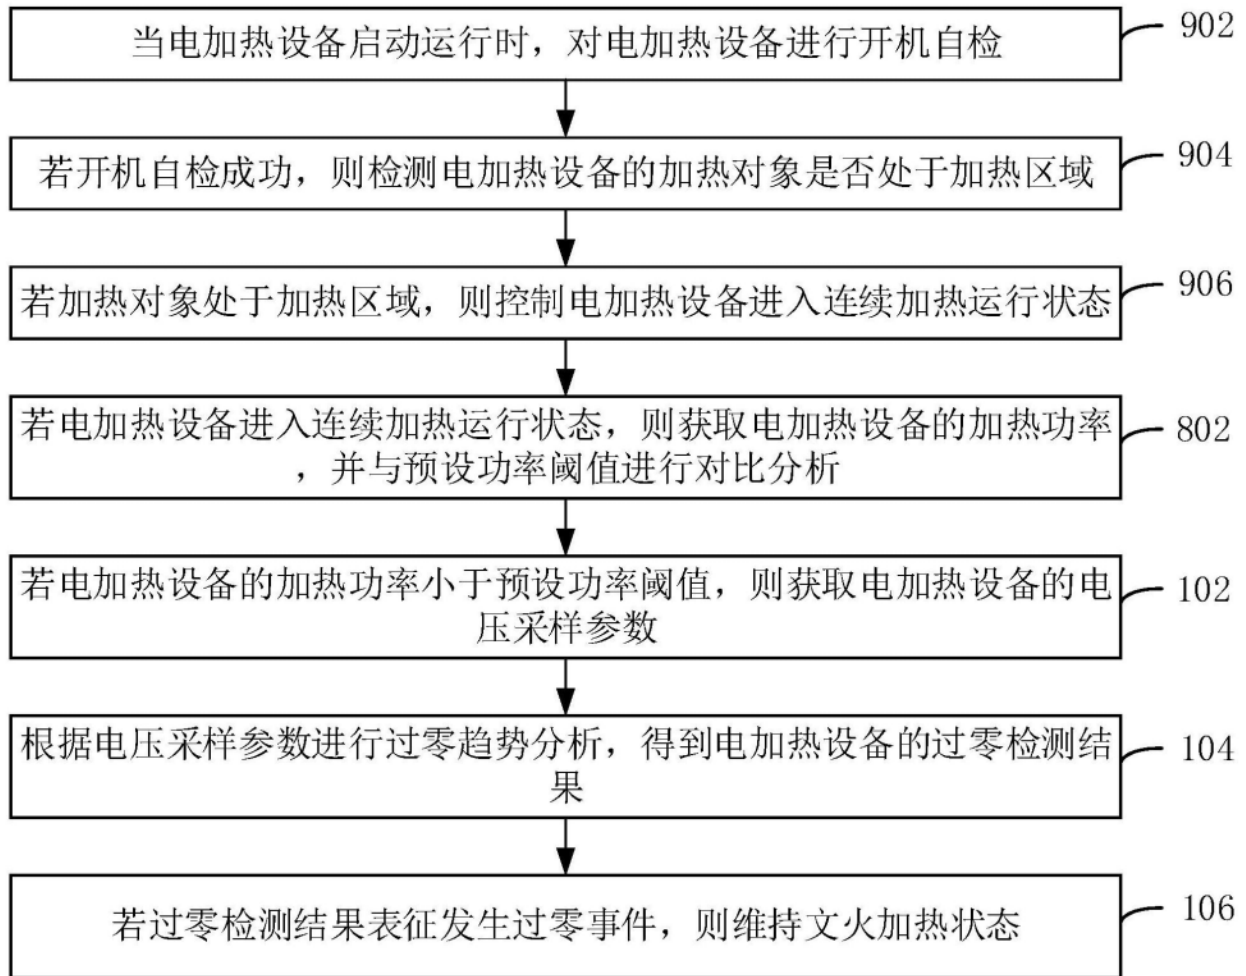 当电加热设备启动运行时，对电加热设备进行开机自检
902
若开机自检成功，则检测电加热设备的加热对象是否处于加热区域
904
若加热对象处于加热区域，则控制电加热设备进入连续加热运行状态
906
若电加热设备进入连续加热运行状态，则获取电加热设备的加热功率
，并与预设功率阈值进行对比分析
802
若电加热设备的加热功率小于预设功率阈值，则获取电加热设备的电
压采样参数
102
根据电压采样参数进行过零趋势分析，得到电加热设备的过零检测结
果
104
若过零检测结果表征发生过零事件，则维持文火加热状态
106